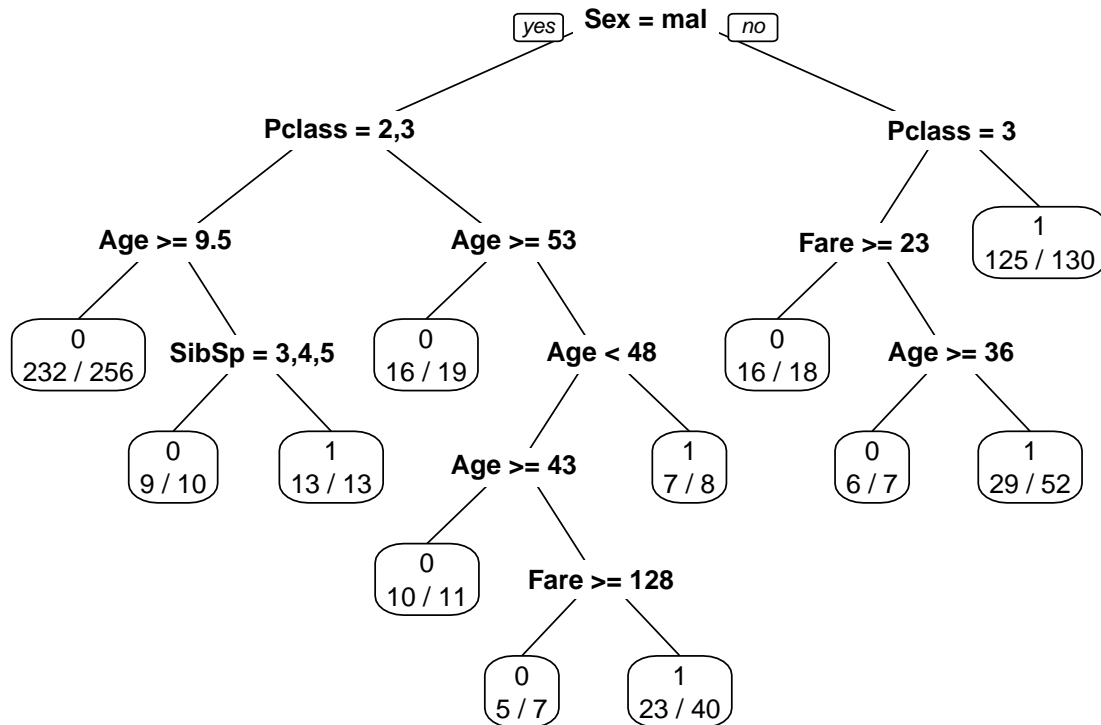 yes
Sex = mal
no
Pclass = 2,3
Pclass = 3
Age >= 9.5
Age >= 53
Fare >= 23
1
125 / 130
0
232 / 256
SibSp = 3,4,5
0
16 / 19
Age < 48
0
16 / 18
Age >= 36
0
9 / 10
1
13 / 13
Age >= 43
1
7 / 8
0
6 / 7
1
29 / 52
0
10 / 11
Fare >= 128
0
5 / 7
1
23 / 40